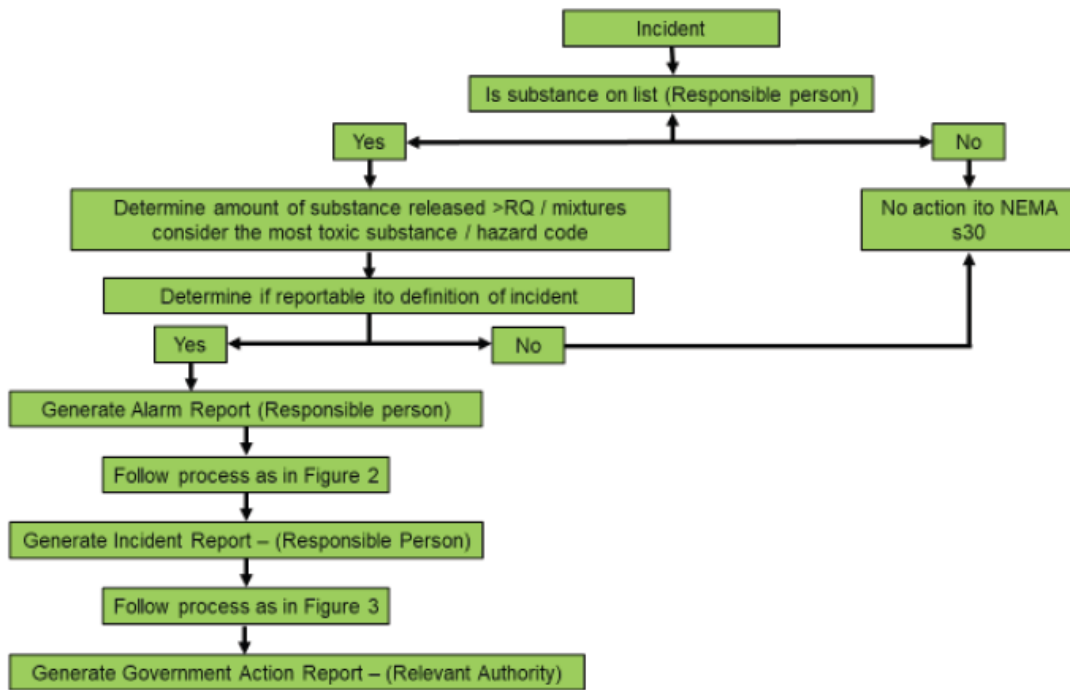 Incident
Is substance on list (Responsible person)
Yes
No
Determine amount of substance released >RQ / mixtures
consider the most toxic substance / hazard code
No action ito NEMA
s30
Determine if reportable ito definition of incident
Yes
No
Generate Alarm Report (Responsible person)
Follow process as in Figure 2
Generate Incident Report – (Responsible Person)
Follow process as in Figure 3
Generate Government Action Report – (Relevant Authority)